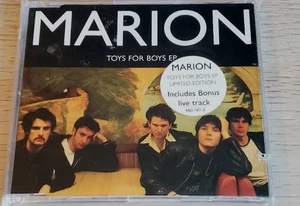 MARION
TOYS FOR BOYS EP
MARION
TOYS FOR BOYS EP
LIMITED EDITION
Includes Bonus
live track